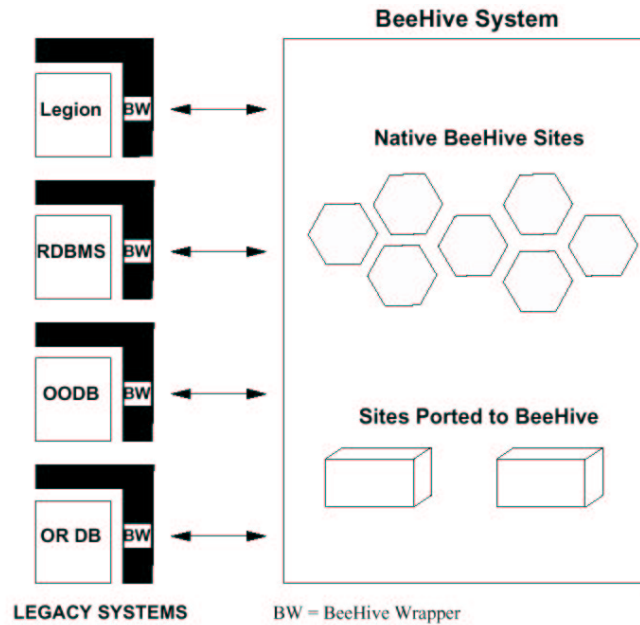 BeeHive System
Legion
BW
Native BeeHive Sites
RDBMS
BW
OODB
BW
Sites Ported to BeeHive
OR DB
BW
LEGACY SYSTEMS
BW = BeeHive Wrapper